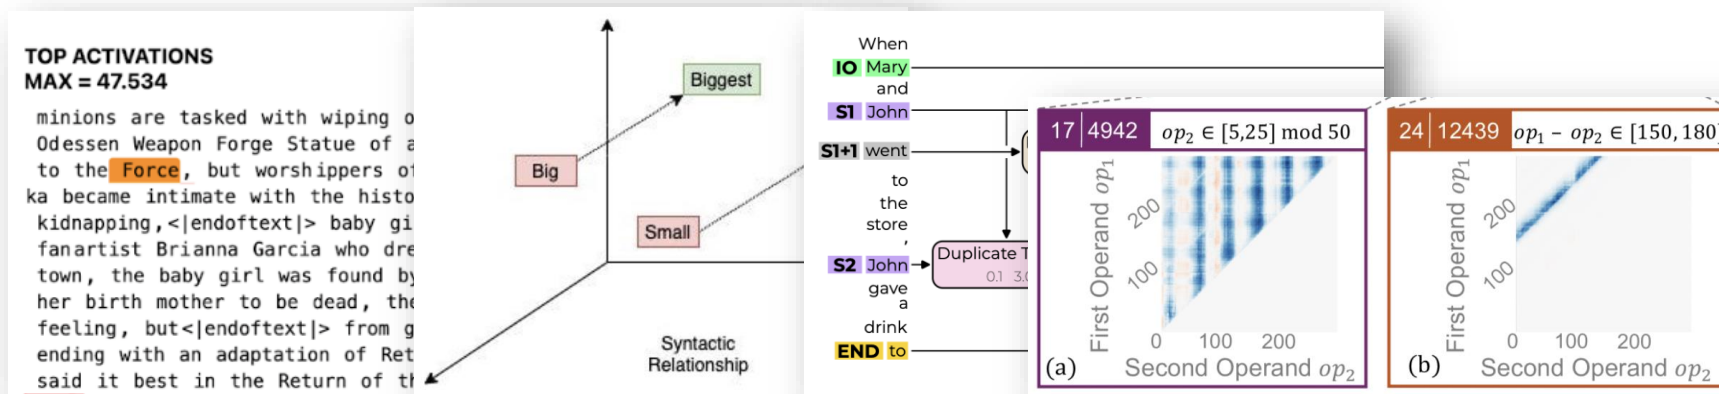 TOP ACTIVATIONS
MAX = 47.534
minions are tasked with wiping
Odessen Weapon Forge Statue of
to the Force, but worshippers
ka became intimate with the
kidnapping,<|endoftext|> baby
fanartist Brianna Garcia who
town, the baby girl was found by
her birth mother to be dead,
feeling, but<|endoftext|> from
ending with an adaptation of
said it best in the Return of
Biggest
Big
Small
Syntactic
Relationship
When
IO Mary
and
S1 John
S1+1 went
to
the
store
,
S2 John
gave
a
drink
END to
Duplicate
0.1
17 | 4942 op₂ ∈ [5,25] mod 50
First Operand op₁
200
100
0 100 200
(a) Second Operand op₂
24 | 12439 op₁ − op₂ ∈ [150, 180]
First Operand op₁
200
100
0 100 200
(b) Second Operand op₂